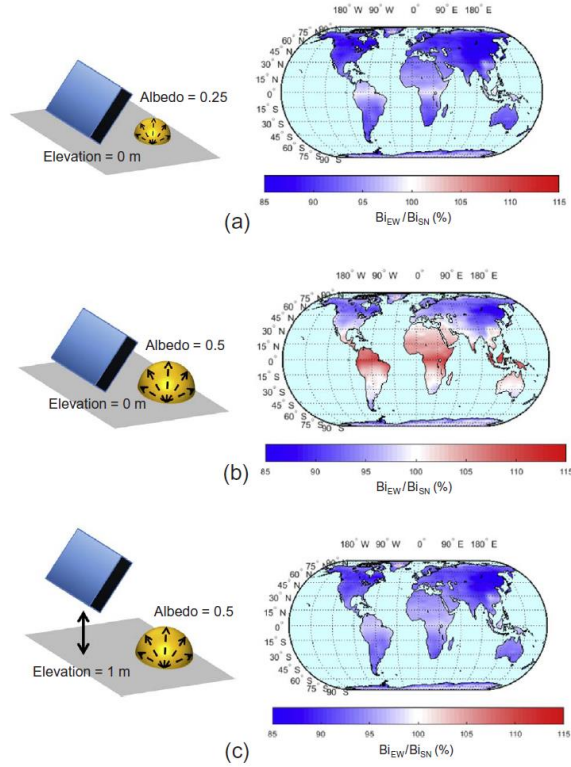 180° W 90° W 0° 90° E 180° E
75° N
60° N
45° N
30° N
15° N
0°
15° S
30° S
45° S
60° S
75° S
90° S
Albedo = 0.25
Elevation = 0 m
85 90 95 100 105 110 115
Bi_EW/Bi_SN (%)
(a)
180° W 90° W 0° 90° E 180° E
75° N
60° N
45° N
30° N
15° N
0°
15° S
30° S
45° S
60° S
75° S
90° S
Albedo = 0.5
Elevation = 0 m
85 90 95 100 105 110 115
Bi_EW/Bi_SN (%)
(b)
180° W 90° W 0° 90° E 180° E
75° N
60° N
45° N
30° N
15° N
0°
15° S
30° S
45° S
60° S
75° S
90° S
Albedo = 0.5
Elevation = 1 m
85 90 95 100 105 110 115
Bi_EW/Bi_SN (%)
(c)